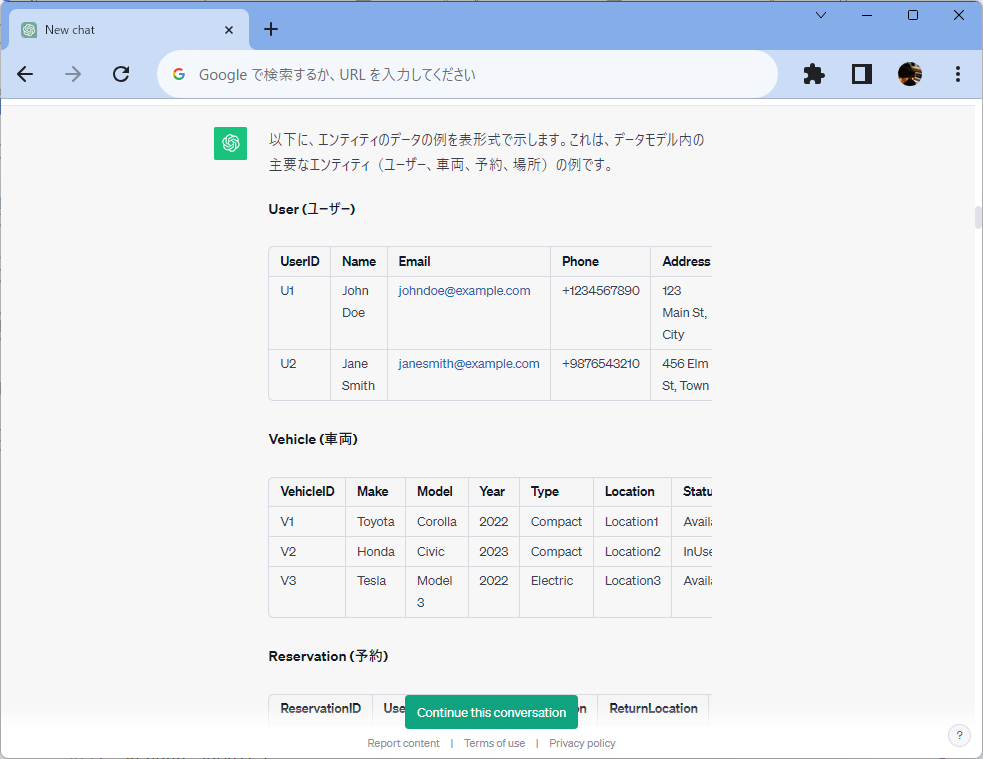 New chat
Google で検索するか、URL を入力してください
以下に、エンティティのデータの例を表形式で示します。これは、データモデル内の
主要なエンティティ（ユーザー、車両、予約、場所）の例です。
User (ユーザー)
UserID Name Email Phone Address
U1 John johndoe@example.com +1234567890 123
Doe Main St,
City
U2 Jane janesmith@example.com +9876543210 456 Elm
Smith St, Town
Vehicle (車両)
VehicleID Make Model Year Type Location Statu
V1 Toyota Corolla 2022 Compact Location1 Availa
V2 Honda Civic 2023 Compact Location2 InUse
V3 Tesla Model 2022 Electric Location3 Availa
3
Reservation (予約)
ReservationID Use on ReturnLocation
Continue this conversation
Report content | Terms of use | Privacy policy
?